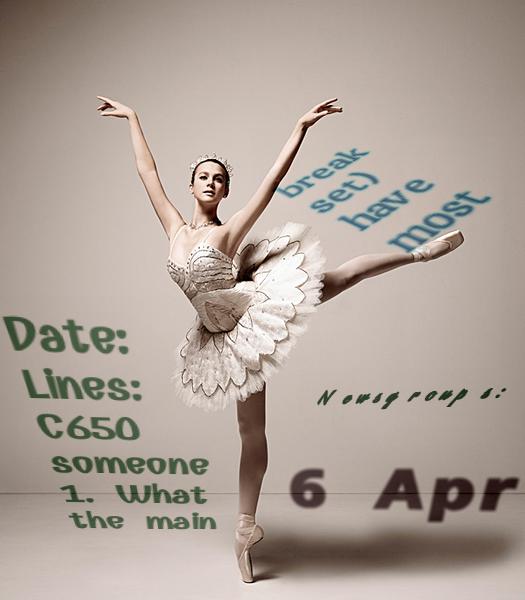 break
set)
have
most
Date:
Lines:
C650
someone
1. What
the main
Newsgroups:
6 Apr